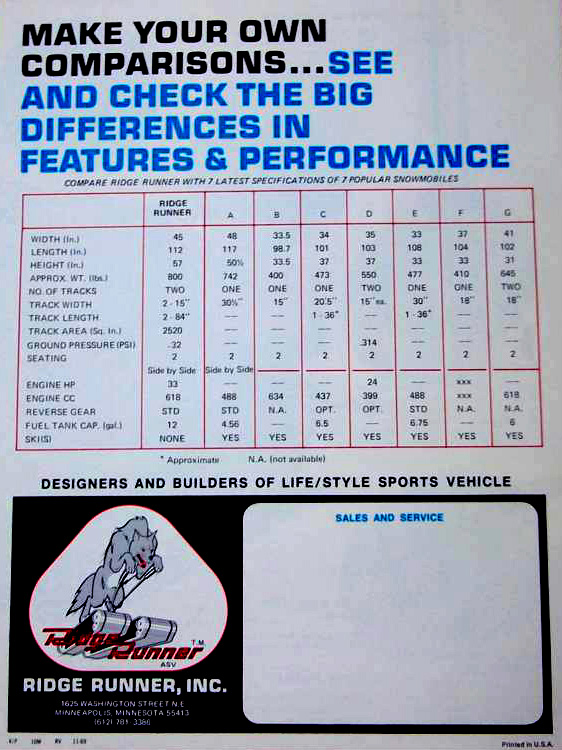 MAKE YOUR OWN
COMPARISONS...SEE
AND CHECK THE BIG
DIFFERENCES IN
FEATURES & PERFORMANCE
COMPARE RIDGE RUNNER WITH 7 LATEST SPECIFICATIONS OF 7 POPULAR SNOWMOBILES
RIDGE RUNNER A B C D E F G
WIDTH (In.) 45 48 33.5 34 35 33 37 41
LENGTH (In.) 112 117 98.7 101 103 108 104 102
HEIGHT (In.) 57 50½ 33.5 37 37 33 33 31
APPROX. WT. (lbs.) 800 742 400 473 550 477 410 645
NO. OF TRACKS TWO ONE ONE ONE TWO ONE ONE TWO
TRACK WIDTH 2 - 15" 30½" 15" 20.5" 15" ea. 30" 18" 18"
TRACK LENGTH 2 - 84" — — 1 - 36* — 1 - 36* — —
TRACK AREA (Sq. In.) 2520 — — — — — — —
GROUND PRESSURE (PSI) .32 — — — .314 — — —
SEATING 2 2 2 2 2 2 2 2
Side by Side Side by Side
ENGINE HP 33 — — — 24 — xxx —
ENGINE CC 618 488 634 437 399 488 xxx 618
REVERSE GEAR STD STD N.A. OPT. OPT. STD N.A. N.A.
FUEL TANK CAP. (gal.) 12 4.56 — 6.5 — 6.75 — 6
SKI(S) NONE YES YES YES YES YES YES YES
* Approximate N.A. (not available)
DESIGNERS AND BUILDERS OF LIFE/STYLE SPORTS VEHICLE
SALES AND SERVICE
Ridge
Runner T.M.
ASV
RIDGE RUNNER, INC.
1625 WASHINGTON STREET N.E.
MINNEAPOLIS, MINNESOTA 55413
(612) 781-3386
Printed in U.S.A.